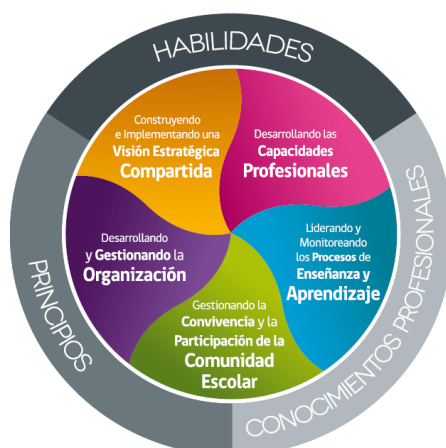 HABILIDADES
Construyendo
e Implementando una
Visión Estratégica
Compartida
Desarrollando las
Capacidades
Profesionales
Liderando y
Monitoreando
los Procesos de
Enseñanza y
Aprendizaje
Gestionando la
Convivencia y la
Participación de la
Comunidad
Escolar
Desarrollando
y Gestionando la
Organización
PRINCIPIOS
CONOCIMIENTOS PROFESIONALES